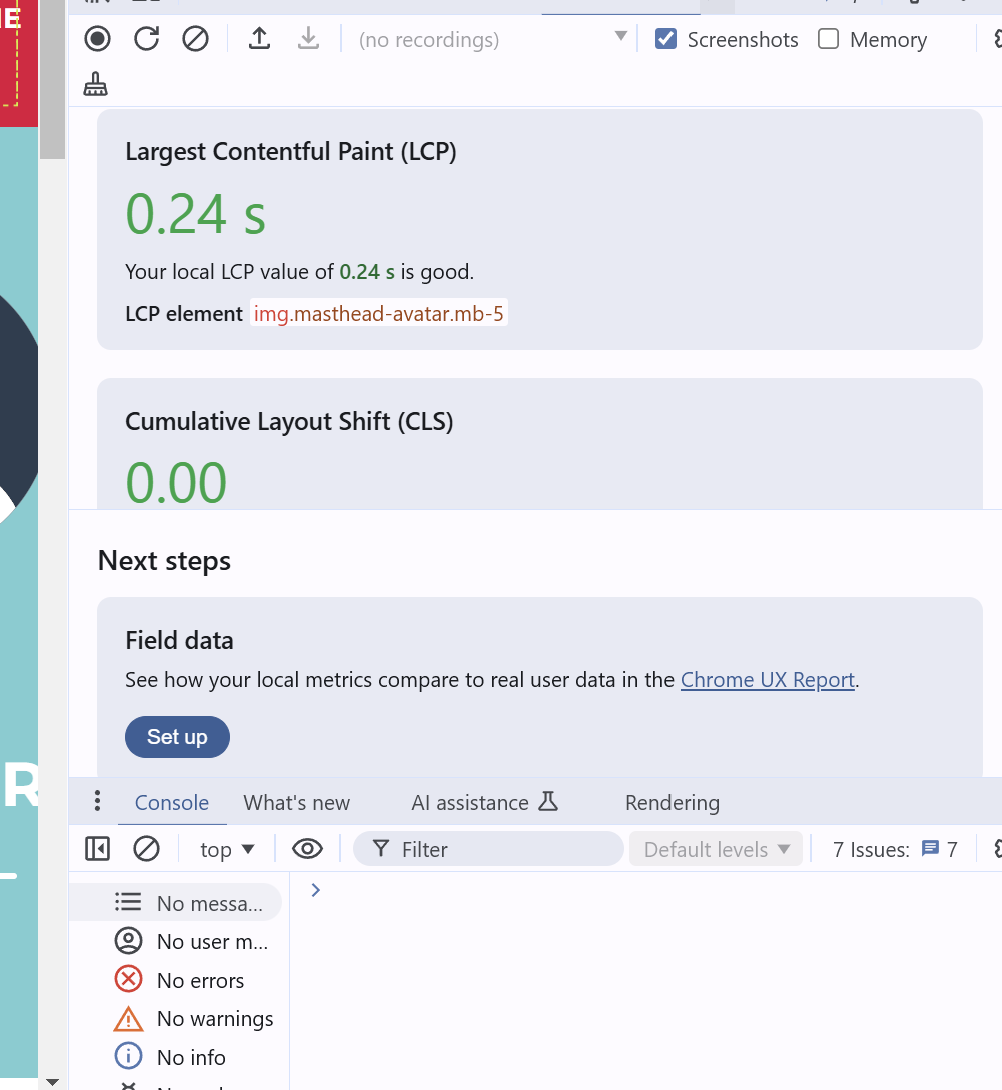 (no recordings)
Screenshots
Memory
Largest Contentful Paint (LCP)
0.24 s
Your local LCP value of 0.24 s is good.
LCP element img.masthead-avatar.mb-5
Cumulative Layout Shift (CLS)
0.00
Next steps
Field data
See how your local metrics compare to real user data in the Chrome UX Report.
Set up
R
Console What's new AI assistance Rendering
top Filter Default levels 7 Issues: 7
No messa...
No user m...
No errors
No warnings
No info